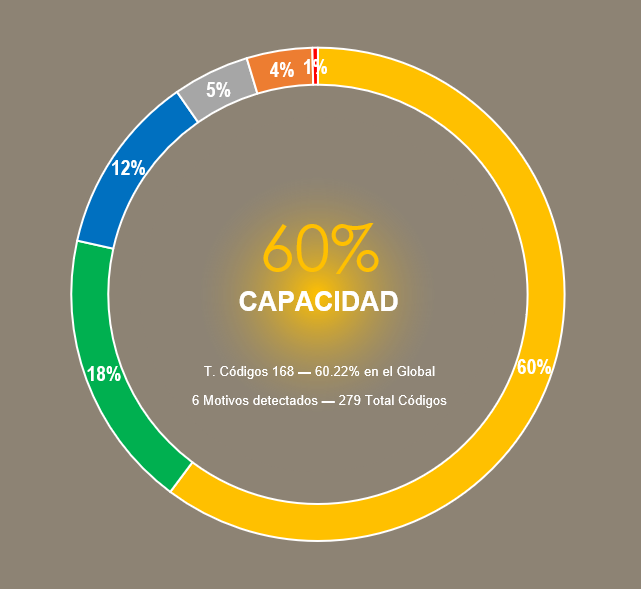 4% 1%
5%
12%
60%
CAPACIDAD
60%
T. Códigos 168 — 60.22% en el Global
18%
6 Motivos detectados — 279 Total Códigos